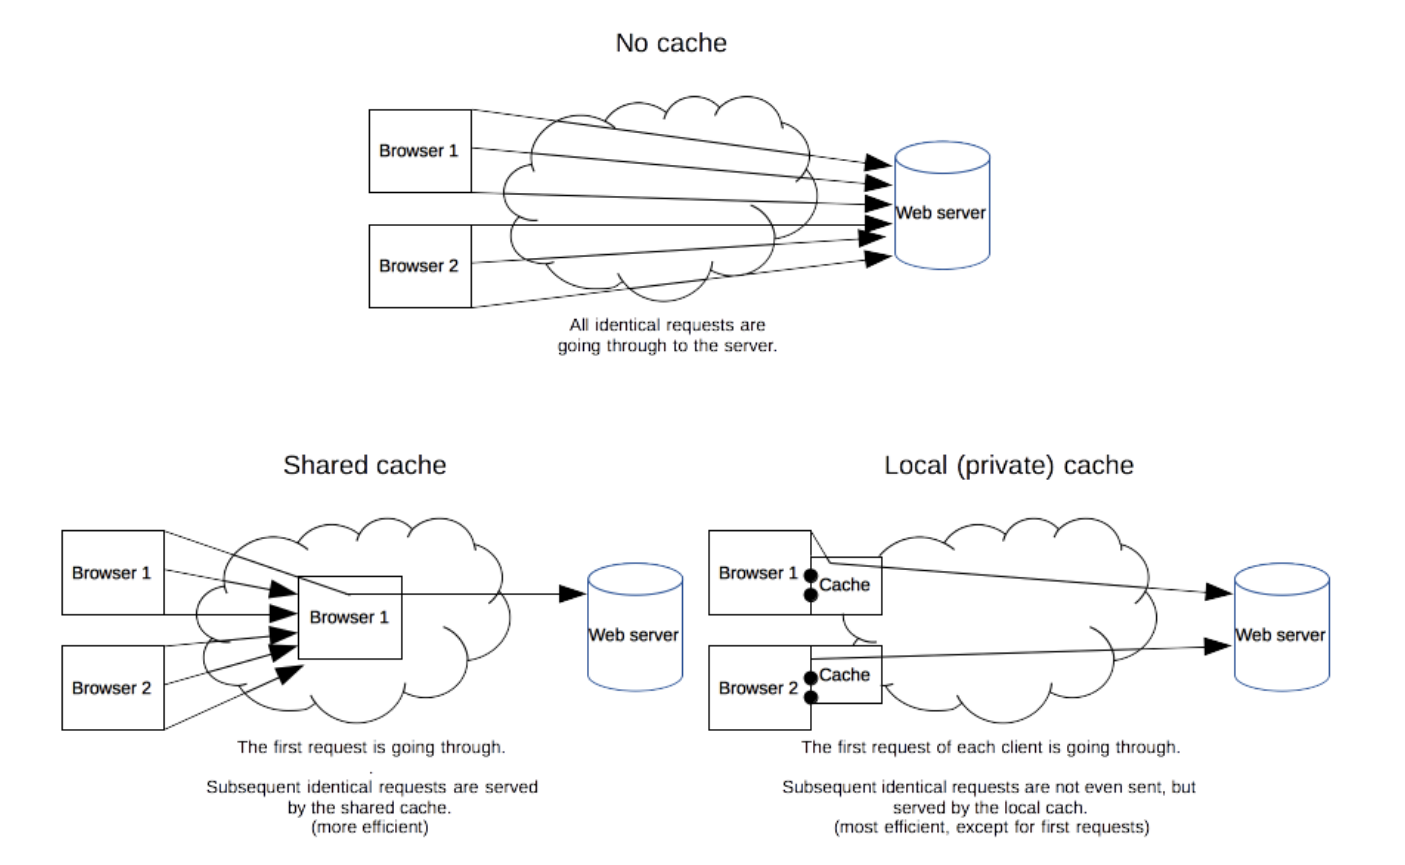 No cache
Browser 1
Browser 2
Web server
All identical requests are
going through to the server.
Shared cache
Browser 1
Browser 2
Browser 1
Web server
The first request is going through.
.
Subsequent identical requests are served
by the shared cache.
(more efficient)
Local (private) cache
Browser 1
Cache
Browser 2
Cache
Web server
The first request of each client is going through.
Subsequent identical requests are not even sent, but
served by the local cach.
(most efficient, except for first requests)